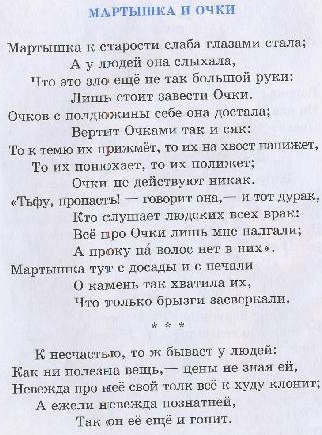 МАРТЫШКА И ОЧКИ
Мартышка к старости слаба глазами стала;
А у людей она слыхала,
Что это зло ещё не так большой руки:
Лишь стоит завести Очки.
Очков с полдюжины себе она достала;
Вертит Очками так и сяк:
То к темю их прижмёт, то их на хвост нанижет,
То их понюхает, то их полижет;
Очки не действуют никак.
«Тьфу, пропасть! — говорит она,— и тот дурак,
Кто слушает людских всех врак:
Всё про Очки лишь мне налгали;
А проку на́ волос нет в них».
Мартышка тут с досады и с печали
О камень так хватила их,
Что только брызги засверкали.
* * *
К несчастью, то ж бывает у людей:
Как ни полезна вещь,— цены не зная ей,
Невежда про неё свой толк всё к худу клонит;
А ежели невежда познатней,
Так он её ещё и гонит.